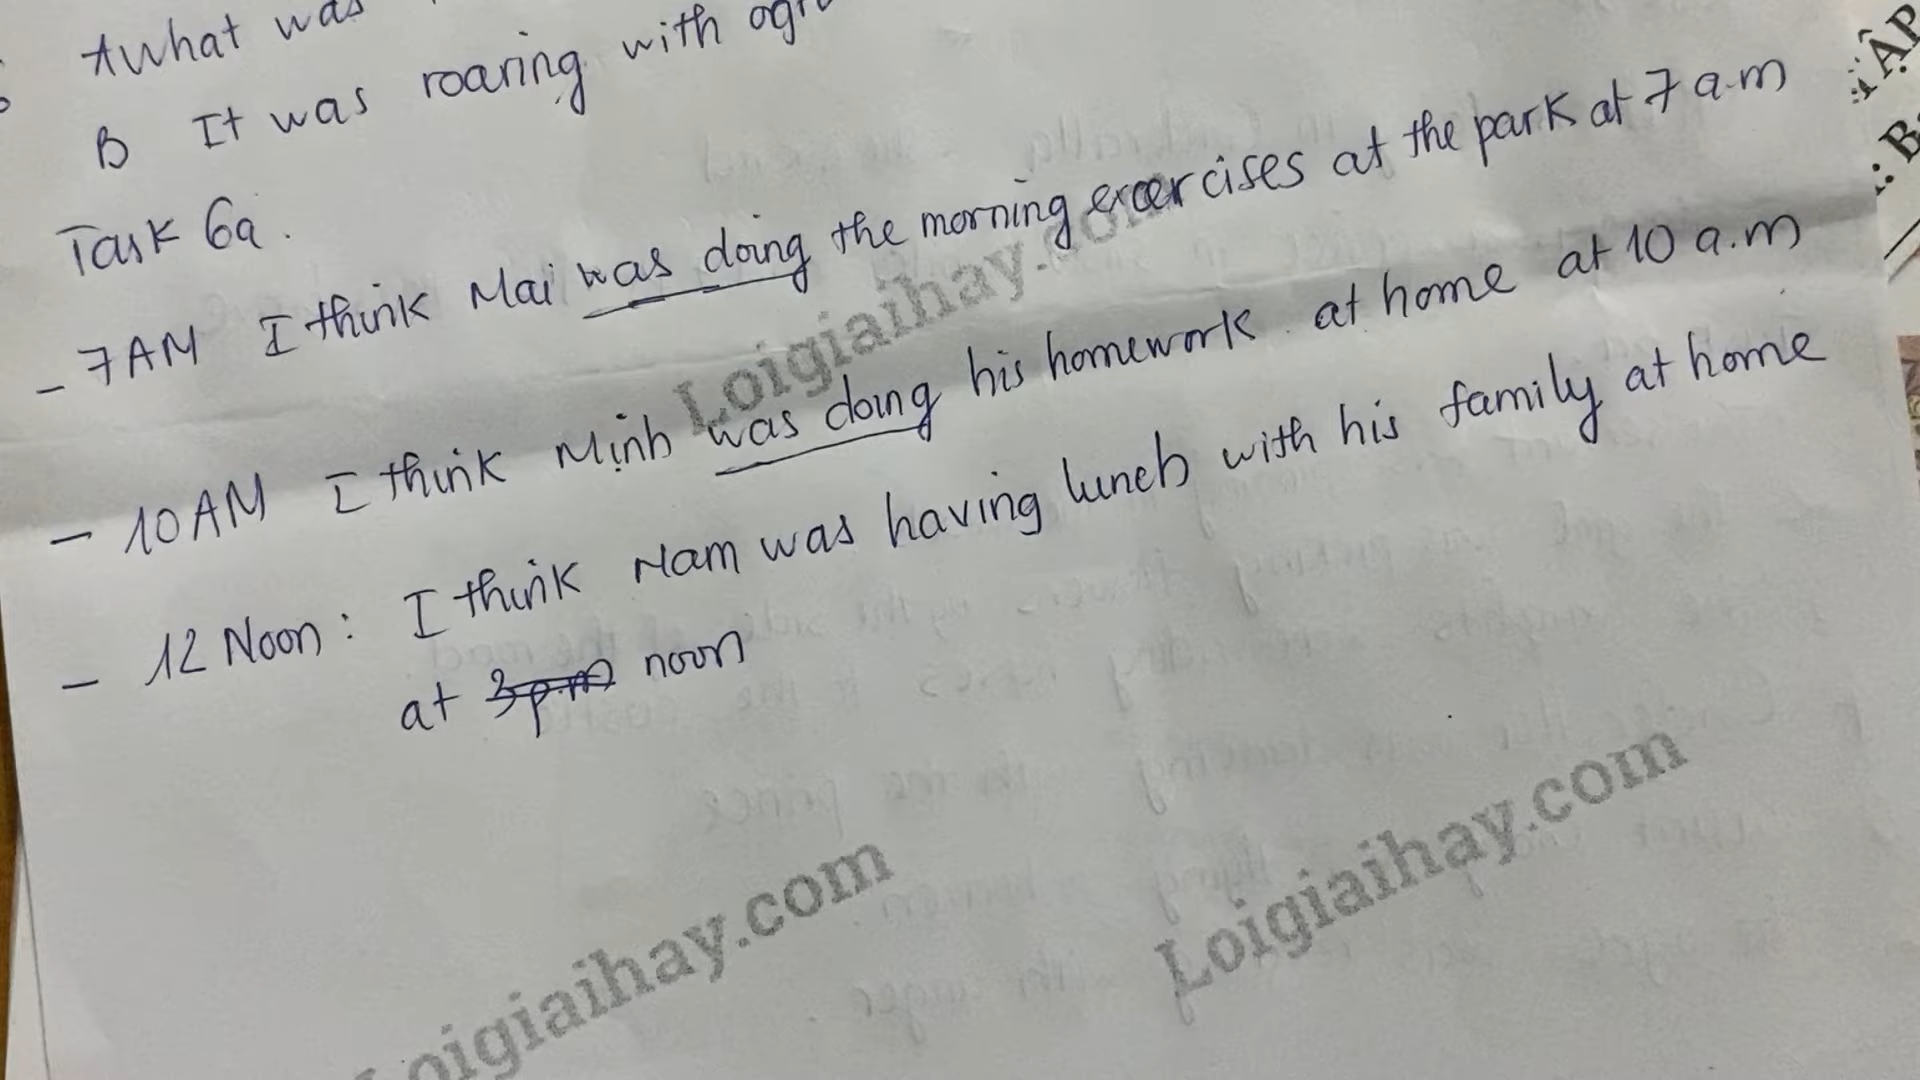 A What was
B It was roaring with
Task 6a.
- 7 AM I think Mai was doing the morning exercises at the park at 7 a.m
- 10 AM I think Minh was doing his homework at home at 10 a.m
- 12 Noon: I think Nam was having lunch with his family at home
at 3p.m noon
Loigiaihay.com
Loigiaihay.com
Loigiaihay.com